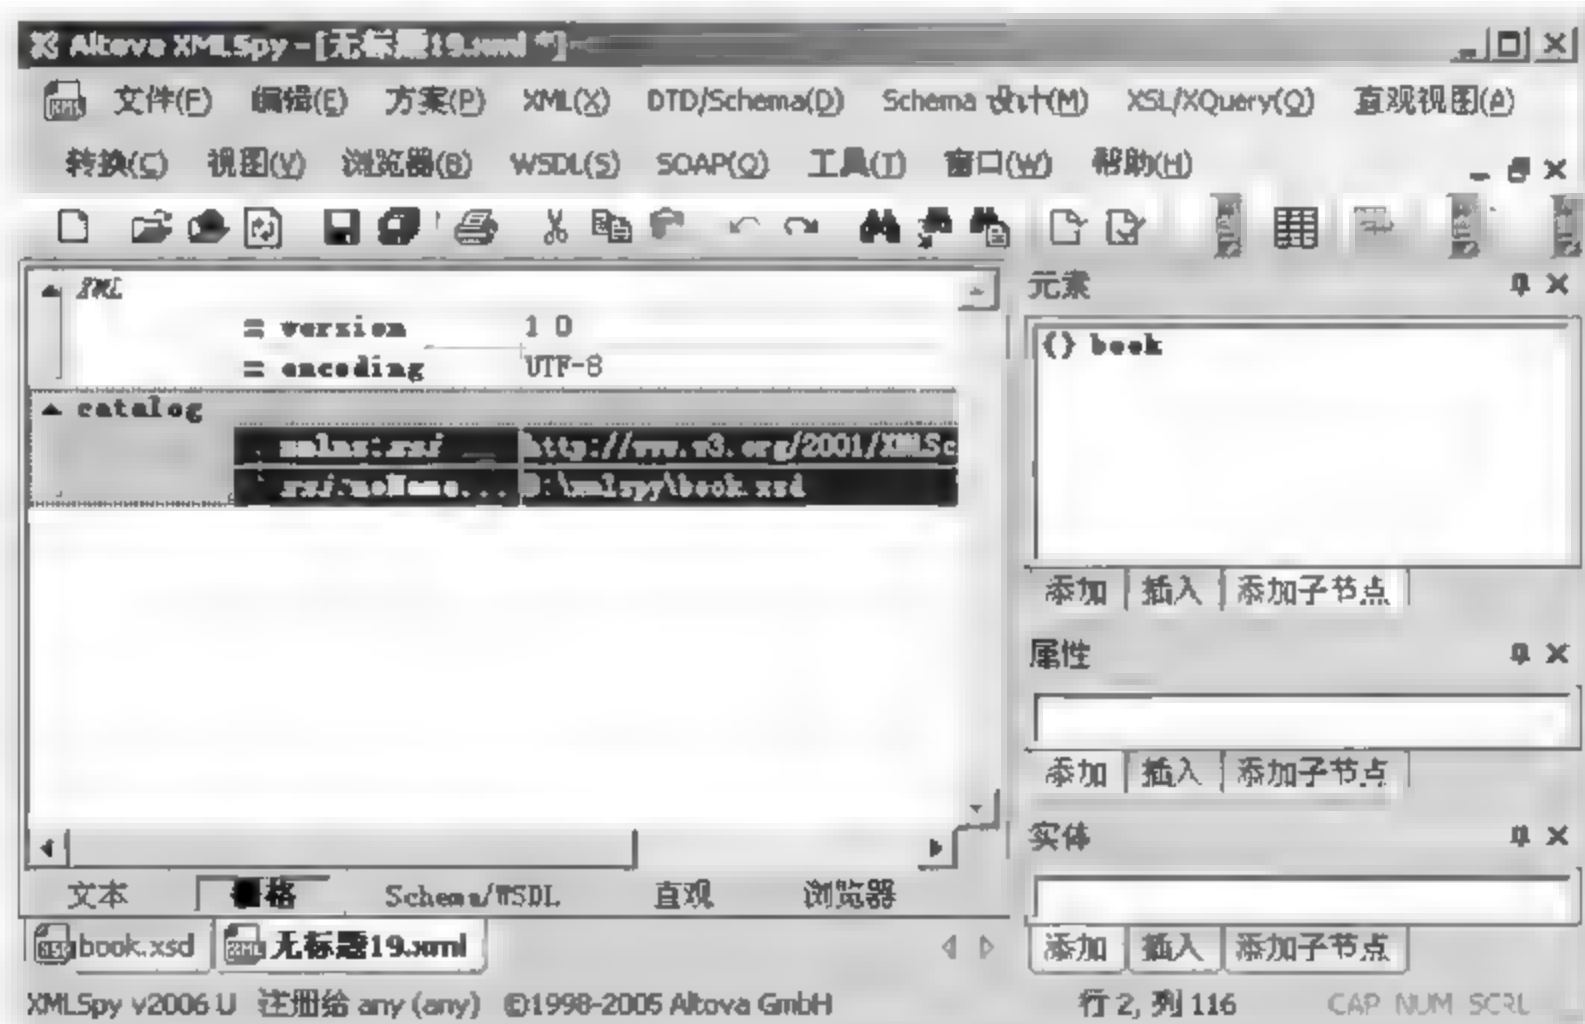 Altova XMLSpy - [无标题19.xml *]
文件(F) 编辑(E) 方案(P) XML(X) DTD/Schema(D) Schema 设计(M) XSL/XQuery(Q) 直观视图(A)
转换(C) 视图(V) 浏览器(B) WSDL(S) SOAP(O) 工具(T) 窗口(W) 帮助(H)
XML
= version 1.0
= encoding UTF-8
catalog
xmlns:xsi http://www.w3.org/2001/XMLSc
xsi:noName... D:\xmlspy\book.xsd
文本 栅格 Schema/WSDL 直观 浏览器
book.xsd 无标题19.xml
元素
{} book
添加 插入 添加子节点
属性
添加 插入 添加子节点
实体
添加 插入 添加子节点
XMLSpy v2006 U 注册给 any (any) ©1998-2005 Altova GmbH 行 2, 列 116 CAP NUM SCRL